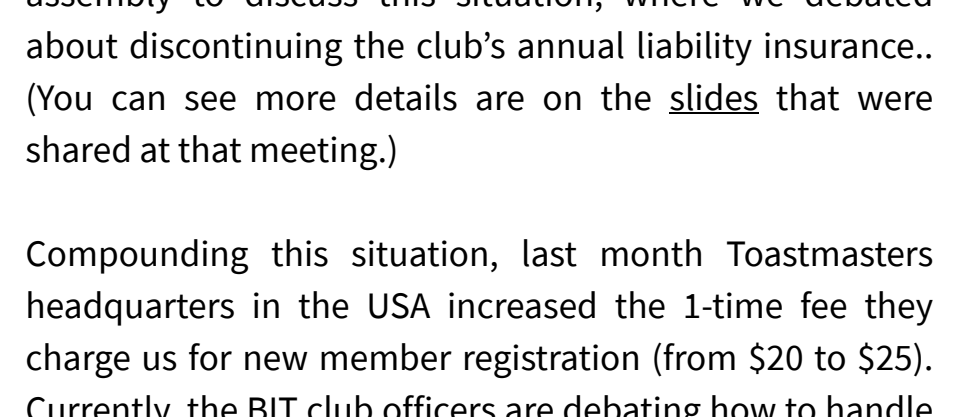 assembly to discuss this situation, where we debated
about discontinuing the club’s annual liability insurance..
(You can see more details are on the slides that were
shared at that meeting.)
Compounding this situation, last month Toastmasters
headquarters in the USA increased the 1-time fee they
charge us for new member registration (from $20 to $25).
Currently, the BIT club officers are debating how to handle